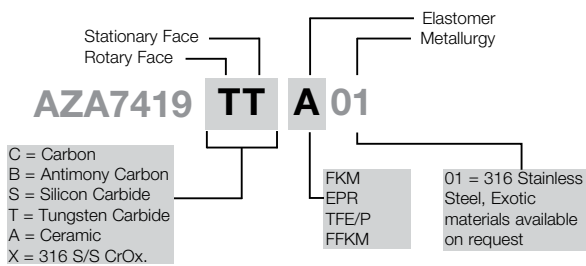 Stationary Face
Rotary Face
Elastomer
Metallurgy
AZA7419 TT A 01
C = Carbon
B = Antimony Carbon
S = Silicon Carbide
T = Tungsten Carbide
A = Ceramic
X = 316 S/S CrOx.
FKM
EPR
TFE/P
FFKM
01 = 316 Stainless
Steel, Exotic
materials available
on request